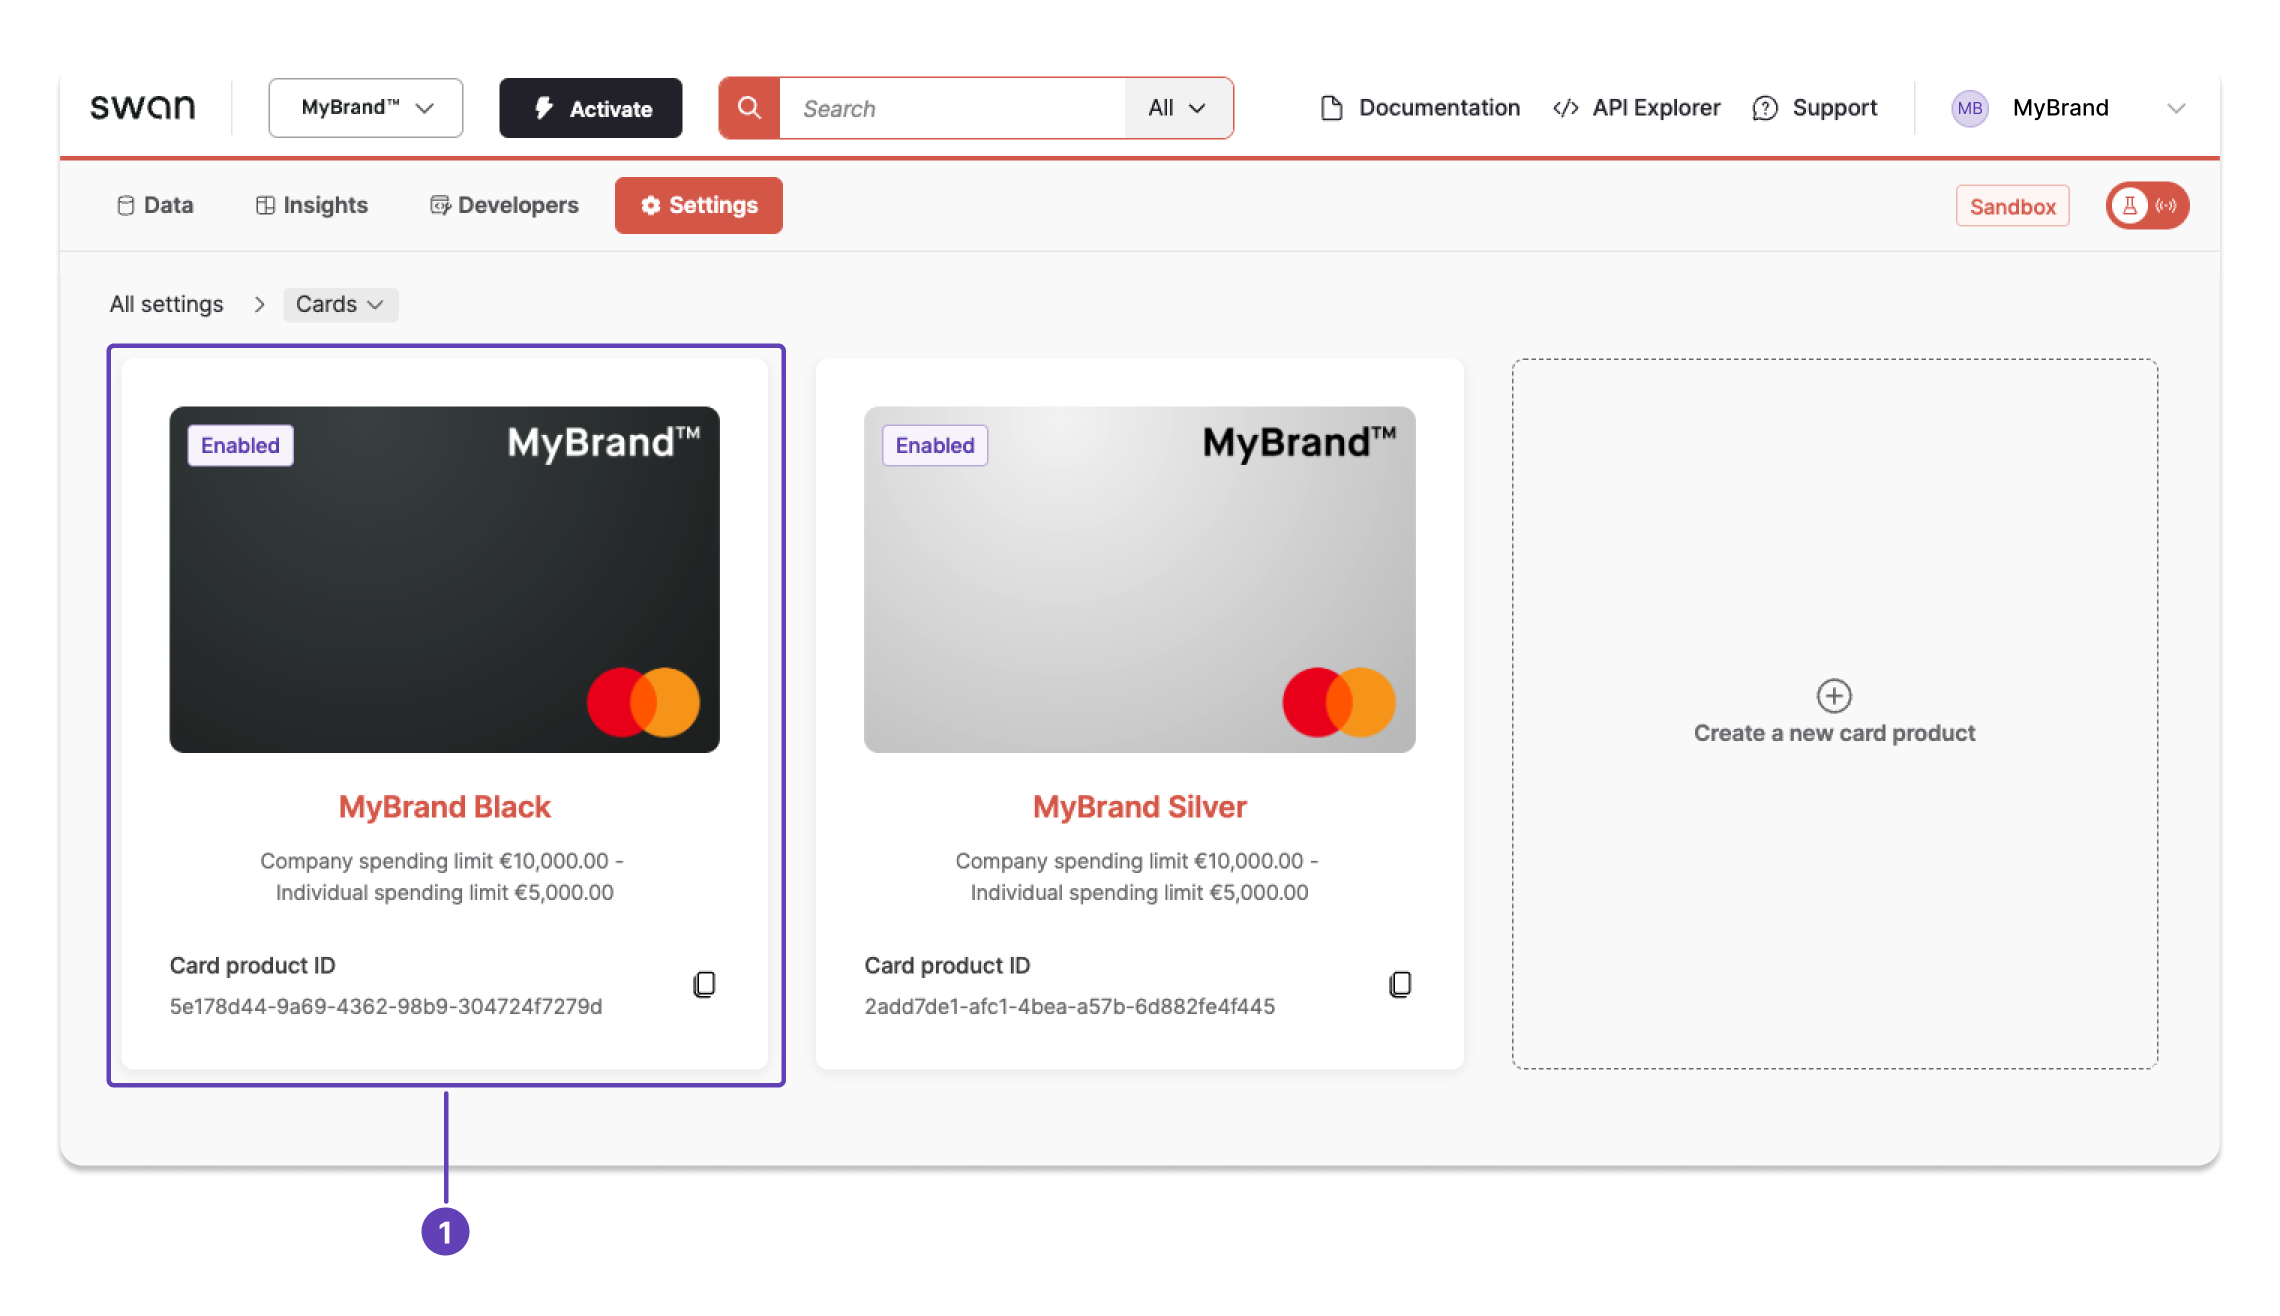 swan
MyBrand™
Activate
Search
All
Documentation
</> API Explorer
Support
MB
MyBrand
Data
Insights
Developers
Settings
Sandbox
All settings > Cards
Enabled
MyBrand™
MyBrand Black
Company spending limit €10,000.00 -
Individual spending limit €5,000.00
Card product ID
5e178d44-9a69-4362-98b9-304724f7279d
Enabled
MyBrand™
MyBrand Silver
Company spending limit €10,000.00 -
Individual spending limit €5,000.00
Card product ID
2add7de1-afc1-4bea-a57b-6d882fe4f445
Create a new card product
1